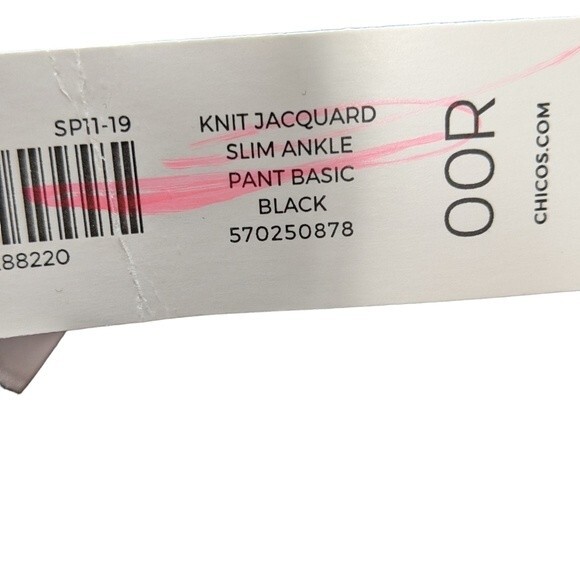 SP11-19
88220
KNIT JACQUARD
SLIM ANKLE
PANT BASIC
BLACK
570250878
00R
CHICOS.COM